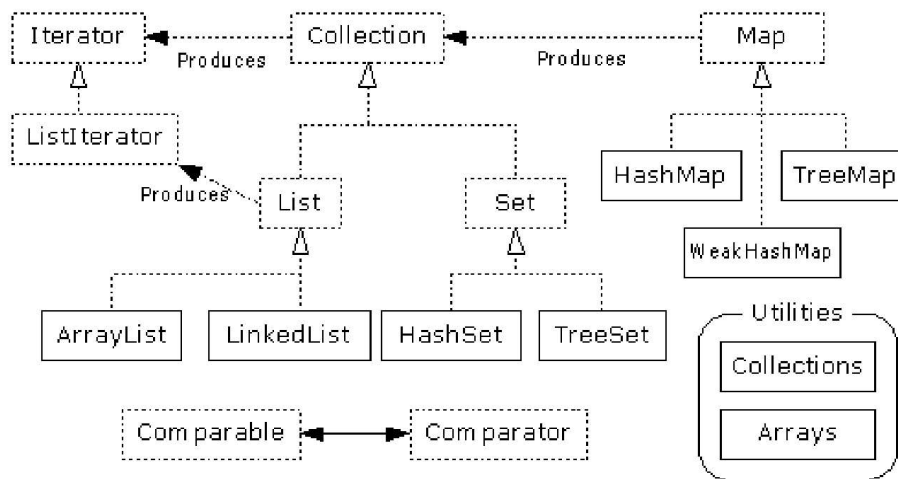 Iterator
Collection
Map
Produces
Produces
ListIterator
Produces
List
Set
HashMap
TreeMap
WeakHashMap
ArrayList
LinkedList
HashSet
TreeSet
Utilities
Collections
Arrays
Comparable
Comparator